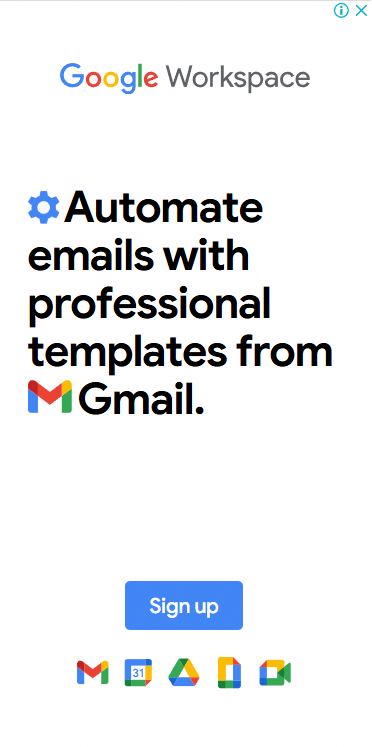 Google Workspace
Automate
emails with
professional
templates from
Gmail.
Sign up
31